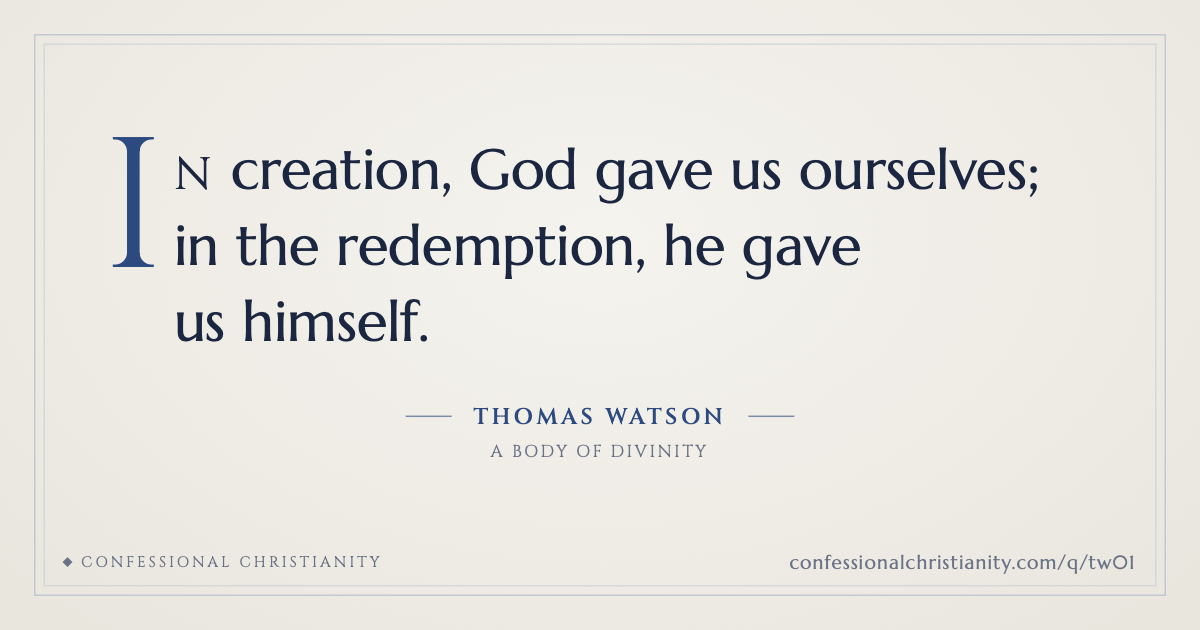 IN creation, God gave us ourselves;
in the redemption, he gave
us himself.
THOMAS WATSON
A BODY OF DIVINITY
◆ CONFESSIONAL CHRISTIANITY
confessionalchristianity.com/q/tw01